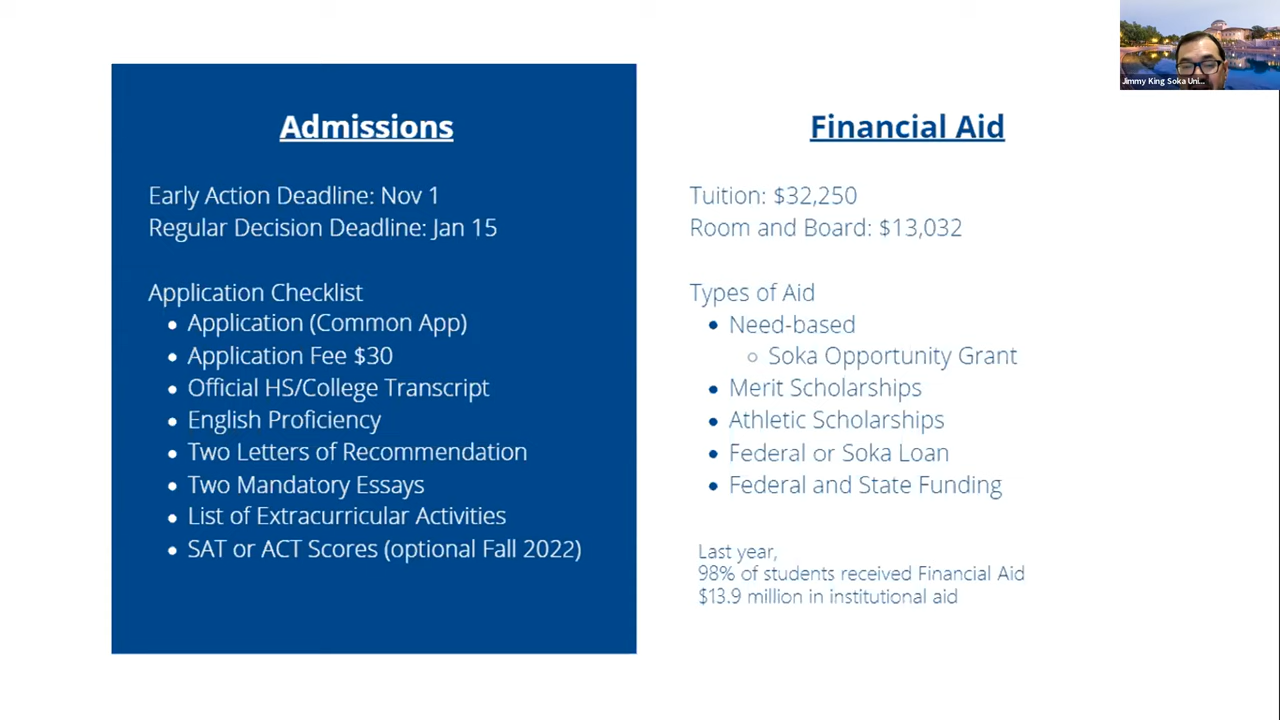 Admissions
Early Action Deadline: Nov 1
Regular Decision Deadline: Jan 15
Application Checklist
Application (Common App)
Application Fee $30
Official HS/College Transcript
English Proficiency
Two Letters of Recommendation
Two Mandatory Essays
List of Extracurricular Activities
SAT or ACT Scores (optional Fall 2022)
Financial Aid
Tuition: $32,250
Room and Board: $13,032
Types of Aid
Need-based
Soka Opportunity Grant
Merit Scholarships
Athletic Scholarships
Federal or Soka Loan
Federal and State Funding
Last year,
98% of students received Financial Aid
$13.9 million in institutional aid
Jimmy King Soka Uni...